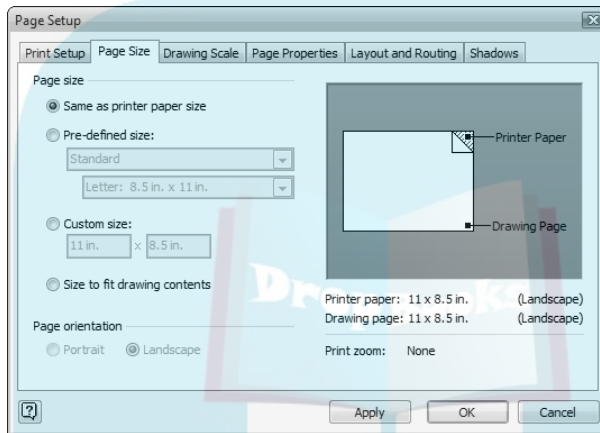 Page Setup
Print Setup Page Size Drawing Scale Page Properties Layout and Routing Shadows
Page size
Same as printer paper size
Pre-defined size:
Standard
Letter: 8.5 in. x 11 in.
Custom size:
11 in. x 8.5 in.
Size to fit drawing contents
Page orientation
Portrait Landscape
Printer Paper
Drawing Page
Printer paper: 11 x 8.5 in. (Landscape)
Drawing page: 11 x 8.5 in. (Landscape)
Print zoom: None
?
Apply OK Cancel